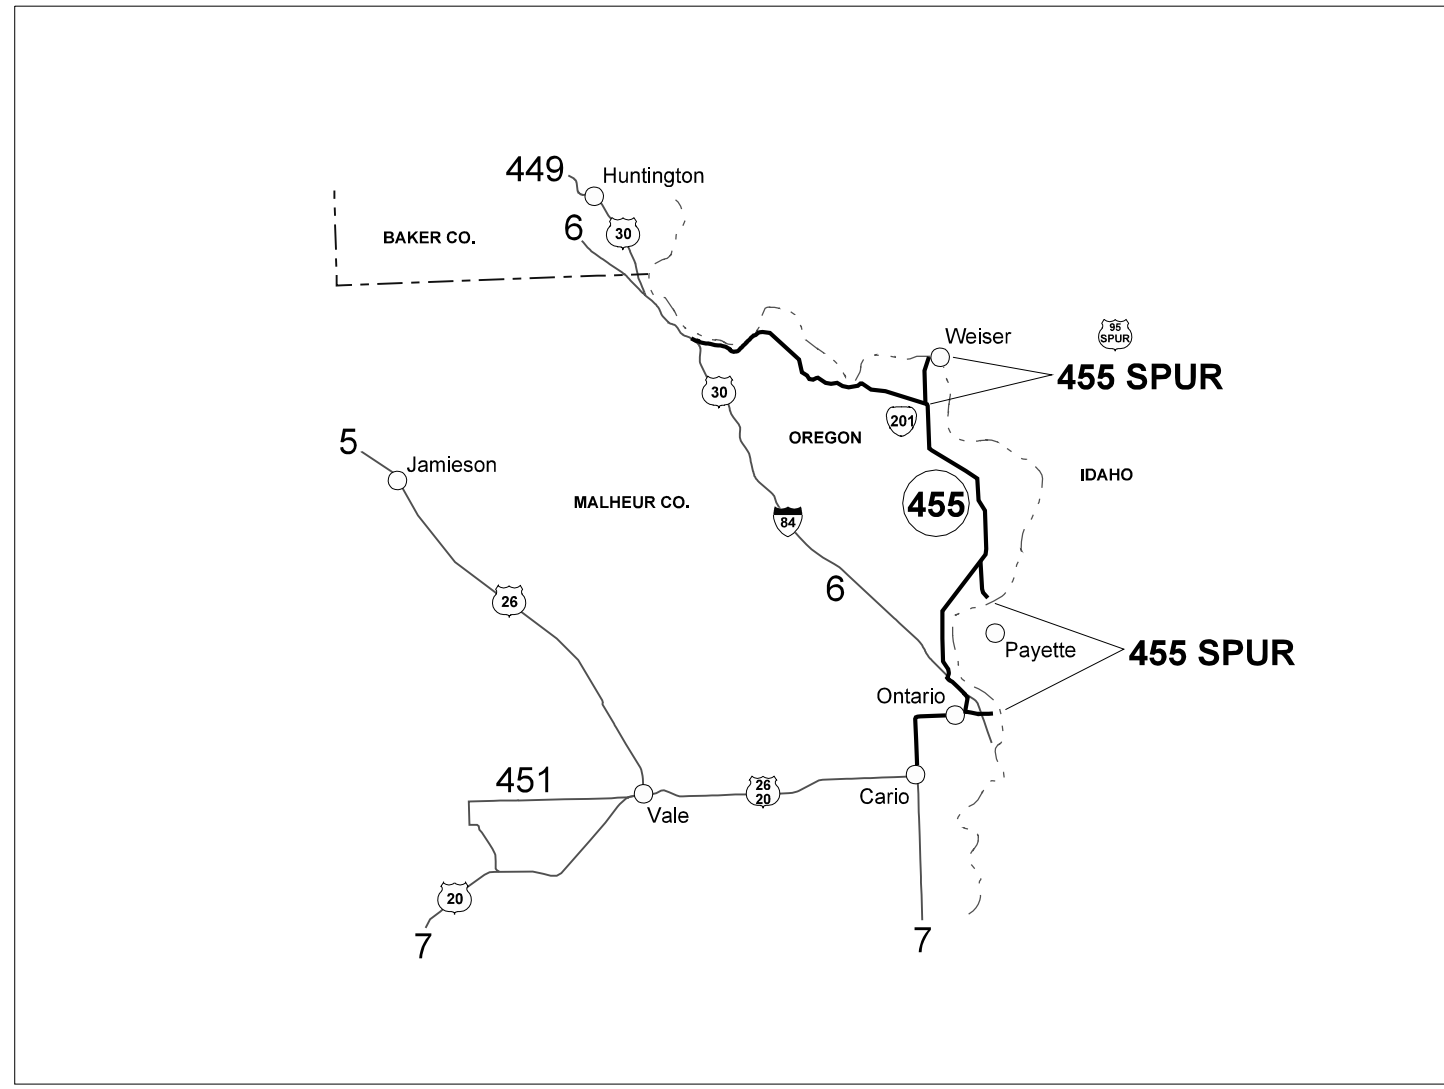 449
Huntington
6
30
BAKER CO.
Weiser
95
SPUR
455 SPUR
30
201
OREGON
5
Jamieson
IDAHO
MALHEUR CO.
455
84
6
26
Payette
455 SPUR
Ontario
451
26
20
Cario
Vale
20
7
7